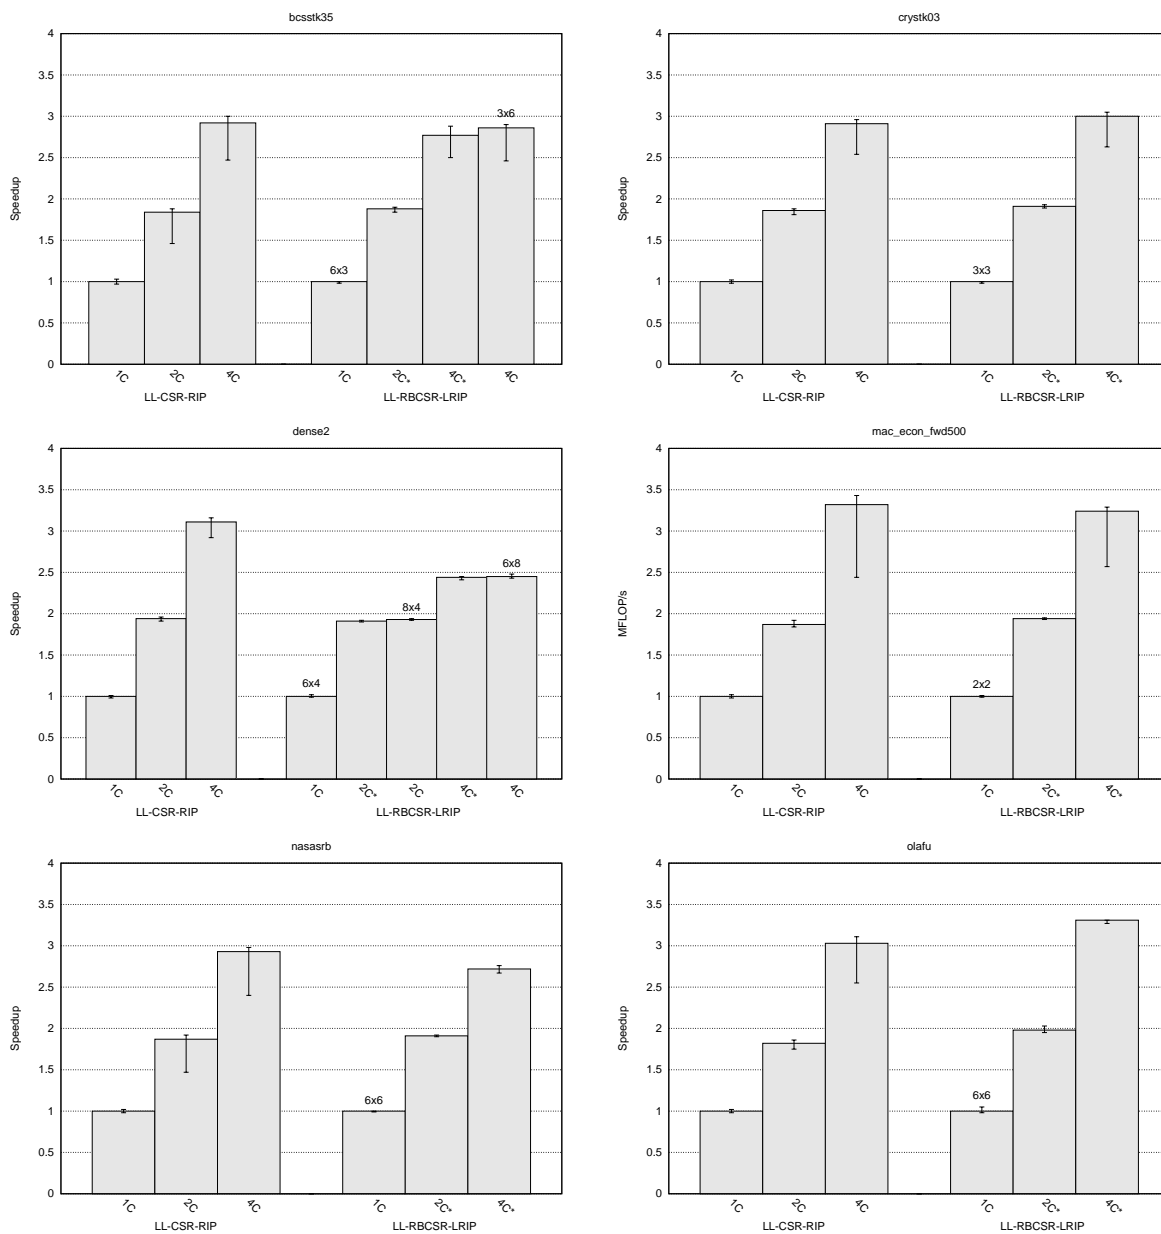 bcsstk35
4
3.5
3
2.5
2
1.5
1
0.5
0
Speedup
6x3
3x6
1C 2C 4C 1C 2C* 4C* 4C
LL-CSR-RIP LL-RBCSR-LRIP
crystk03
4
3.5
3
2.5
2
1.5
1
0.5
0
Speedup
3x3
1C 2C 4C 1C 2C* 4C*
LL-CSR-RIP LL-RBCSR-LRIP
dense2
4
3.5
3
2.5
2
1.5
1
0.5
0
Speedup
6x4
8x4
6x8
1C 2C 4C 1C 2C* 2C 4C* 4C
LL-CSR-RIP LL-RBCSR-LRIP
mac_econ_fwd500
4
3.5
3
2.5
2
1.5
1
0.5
0
MFLOP/s
2x2
1C 2C 4C 1C 2C* 4C*
LL-CSR-RIP LL-RBCSR-LRIP
nasasrb
4
3.5
3
2.5
2
1.5
1
0.5
0
Speedup
6x6
1C 2C 4C 1C 2C* 4C*
LL-CSR-RIP LL-RBCSR-LRIP
olafu
4
3.5
3
2.5
2
1.5
1
0.5
0
Speedup
6x6
1C 2C 4C 1C 2C* 4C*
LL-CSR-RIP LL-RBCSR-LRIP